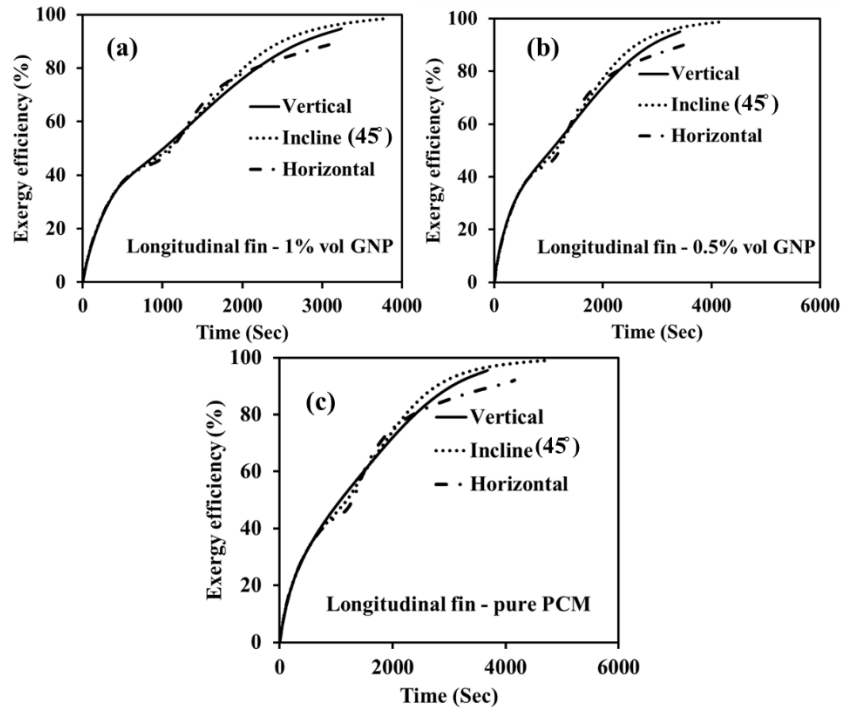 (a)
Exergy efficiency (%)
100
80
60
40
20
0
Vertical
Incline (45°)
Horizontal
Longitudinal fin - 1% vol GNP
0 1000 2000 3000 4000
Time (Sec)
(b)
Exergy efficiency (%)
100
80
60
40
20
0
Vertical
Incline (45°)
Horizontal
Longitudinal fin - 0.5% vol GNP
0 2000 4000 6000
Time (Sec)
(c)
Exergy efficiency (%)
100
80
60
40
20
0
Vertical
Incline (45°)
Horizontal
Longitudinal fin - pure PCM
0 2000 4000 6000
Time (Sec)